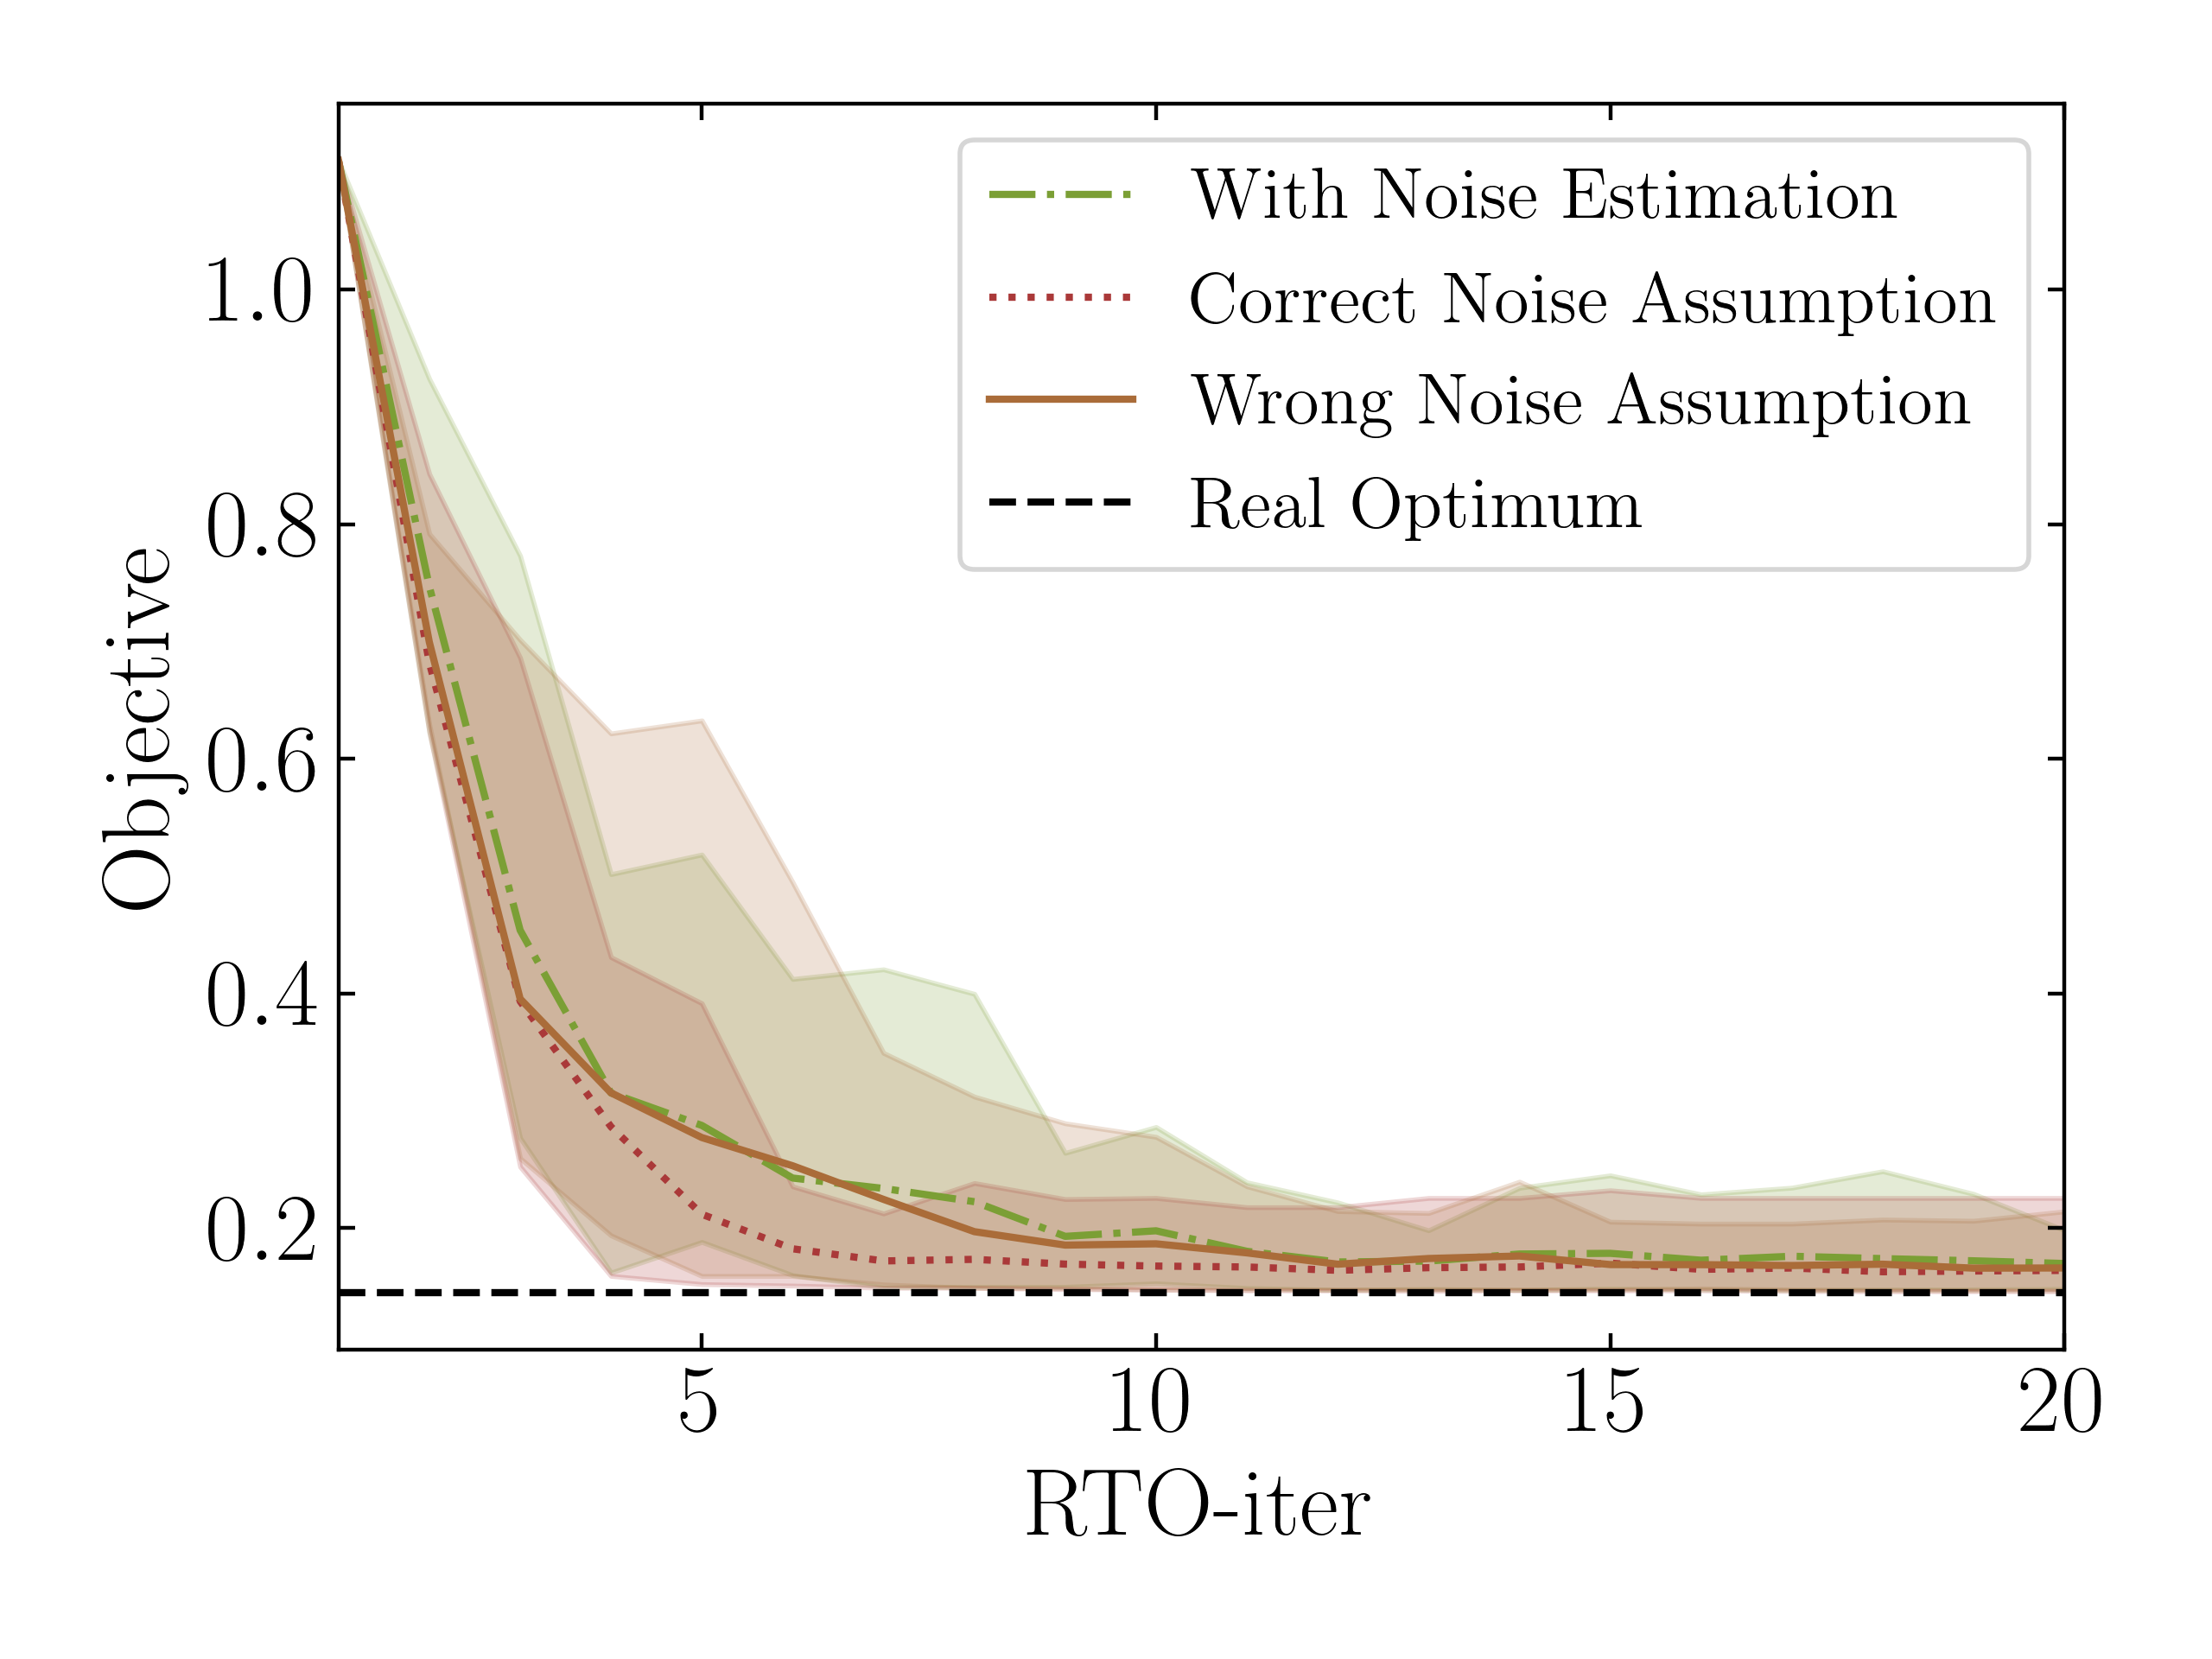 With Noise Estimation
Correct Noise Assumption
Wrong Noise Assumption
Real Optimum
Objective
1.0
0.8
0.6
0.4
0.2
5 10 15 20
RTO-iter